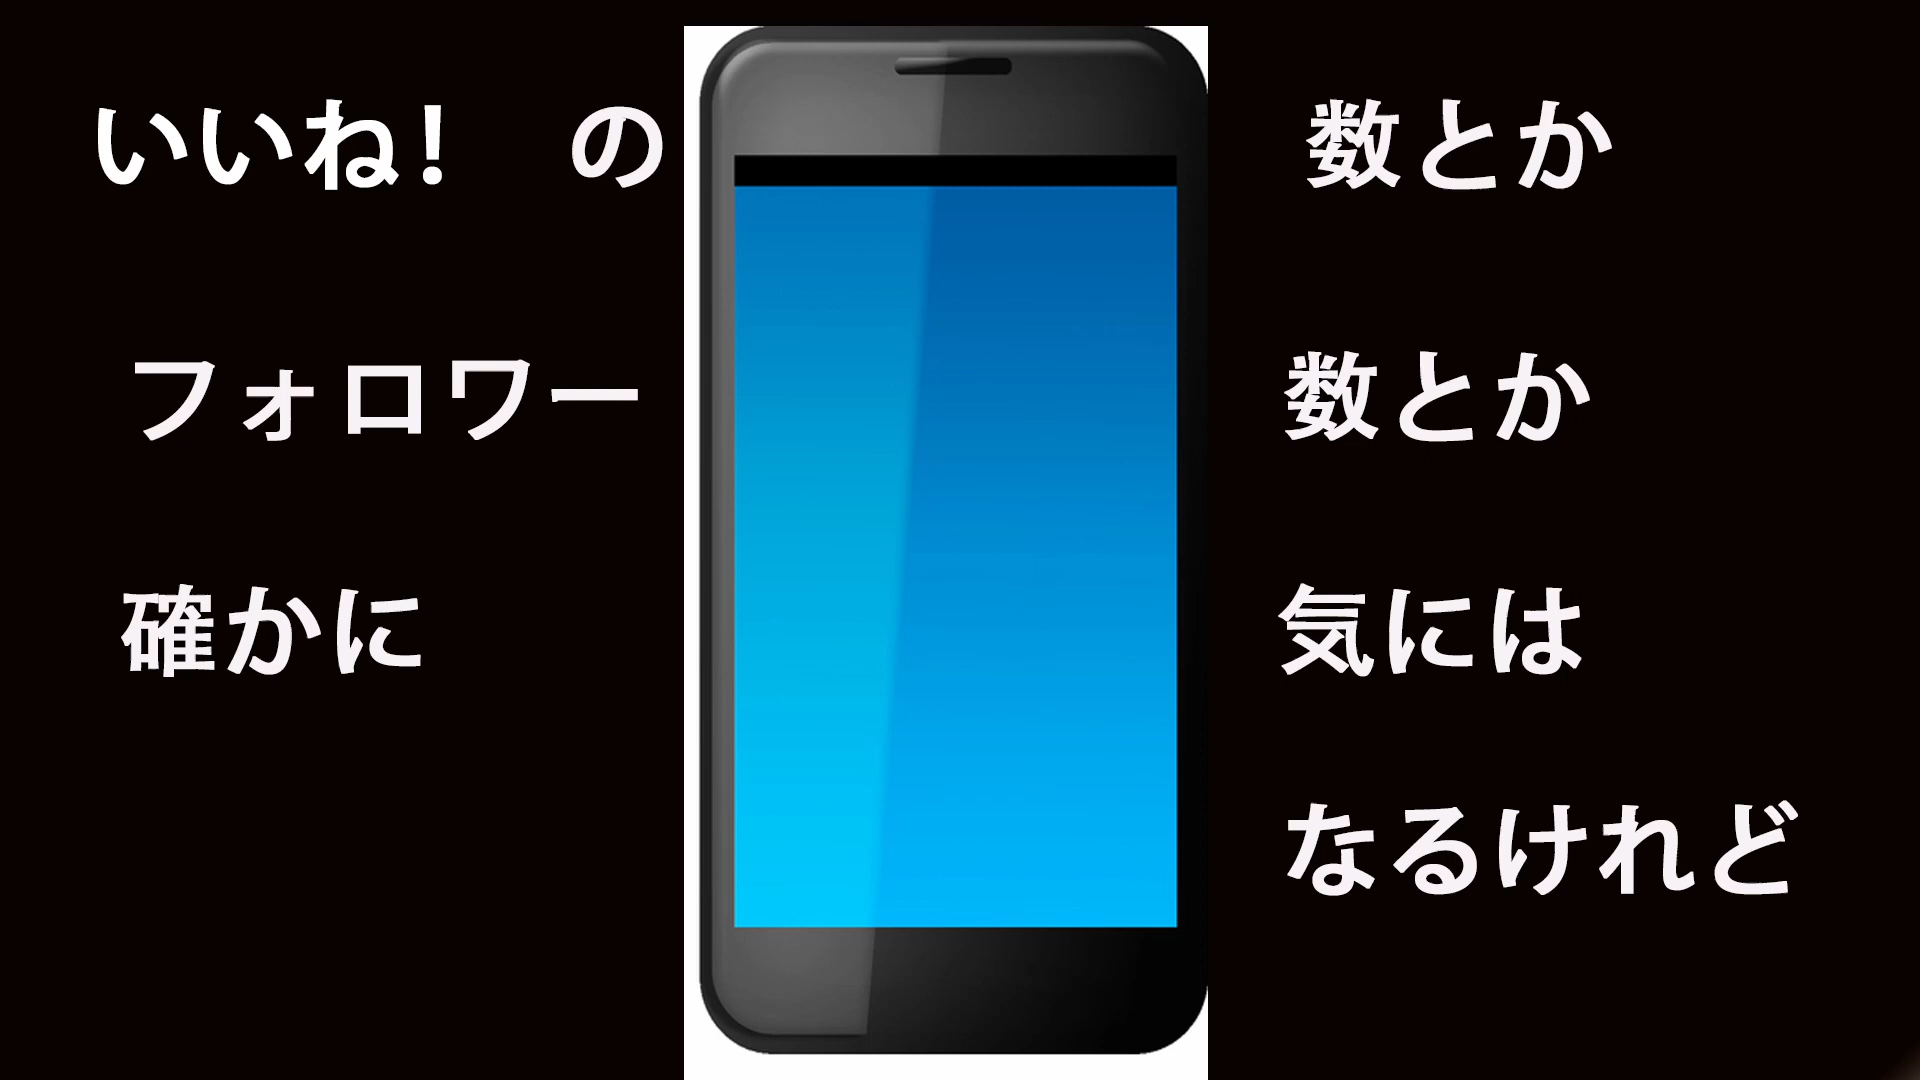 いいね！ の 数とか
フォロワー 数とか
確かに 気には
なるけれど